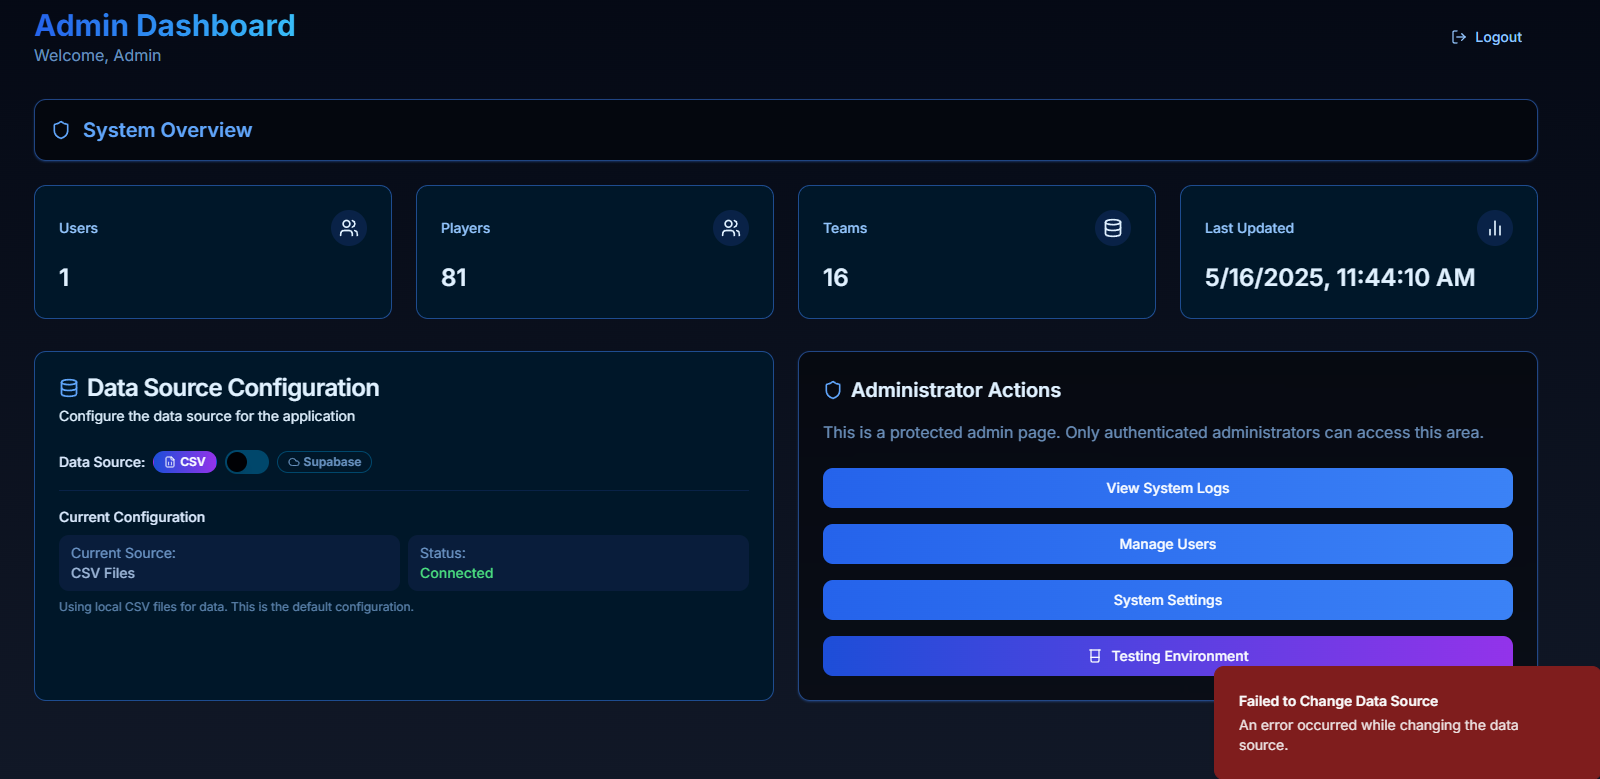 Admin Dashboard
Welcome, Admin
Logout
System Overview
Users
1
Players
81
Teams
16
Last Updated
5/16/2025, 11:44:10 AM
Data Source Configuration
Configure the data source for the application
Data Source: CSV Supabase
Current Configuration
Current Source:
CSV Files
Status:
Connected
Using local CSV files for data. This is the default configuration.
Administrator Actions
This is a protected admin page. Only authenticated administrators can access this area.
View System Logs
Manage Users
System Settings
Testing Environment
Failed to Change Data Source
An error occurred while changing the data
source.